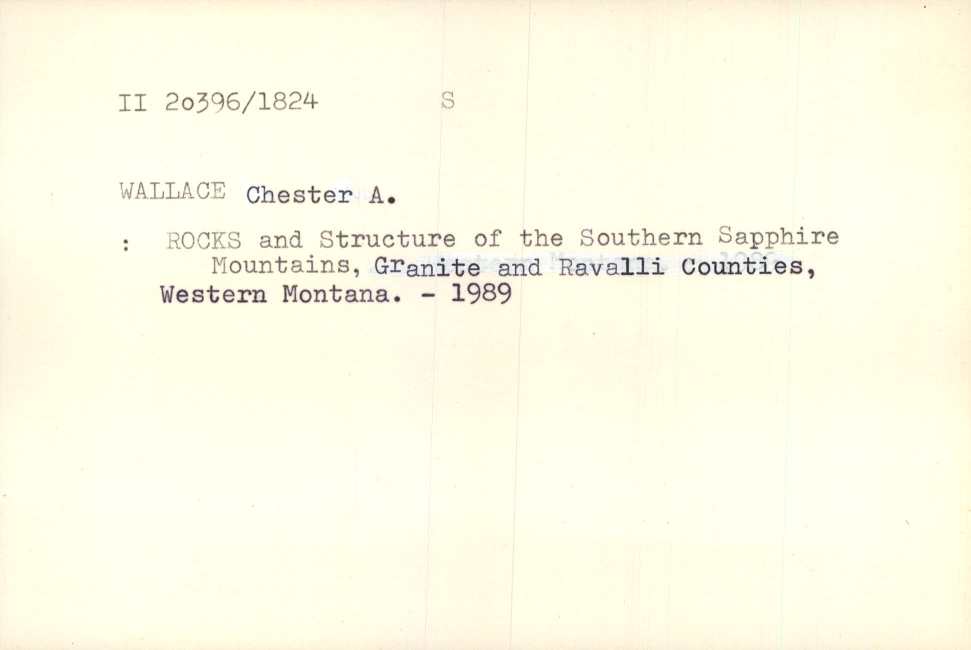 II 20396/1824 S
WALLACE Chester A.
: ROCKS and Structure of the Southern Sapphire
Mountains, Granite and Ravalli Counties,
Western Montana. - 1989